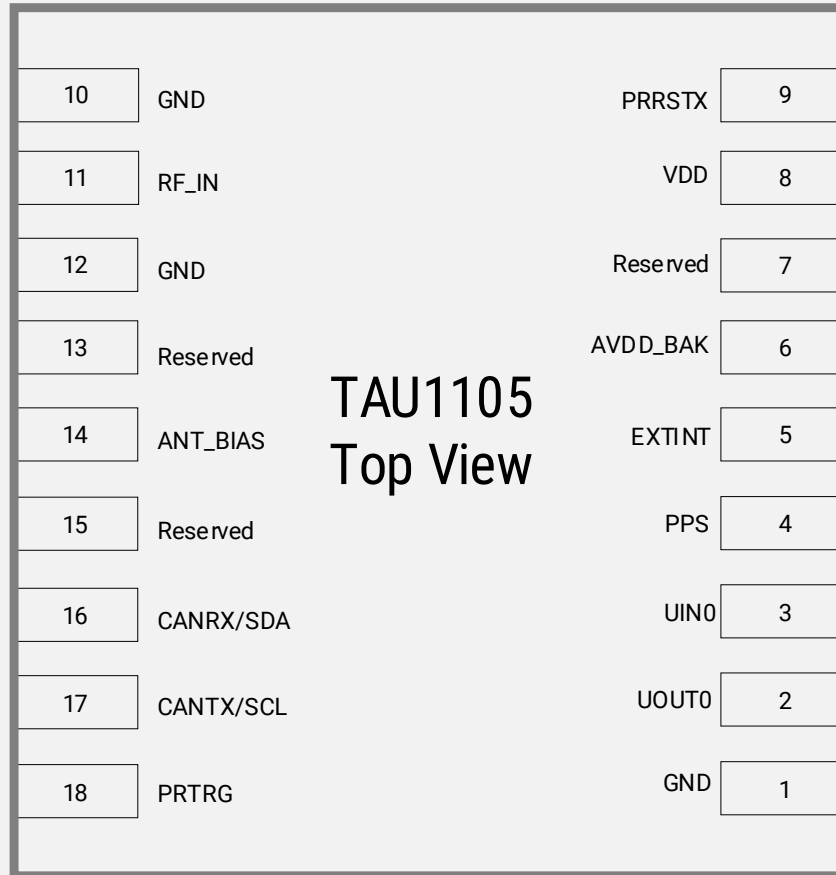 10 GND PRRSTX 9
11 RF_IN VDD 8
12 GND Reserved 7
13 Reserved AVDD_BAK 6
TAU1105
14 ANT_BIAS EXTINT 5
Top View
15 Reserved PPS 4
16 CANRX/SDA UIN0 3
17 CANTX/SCL UOUT0 2
18 PRTRG GND 1